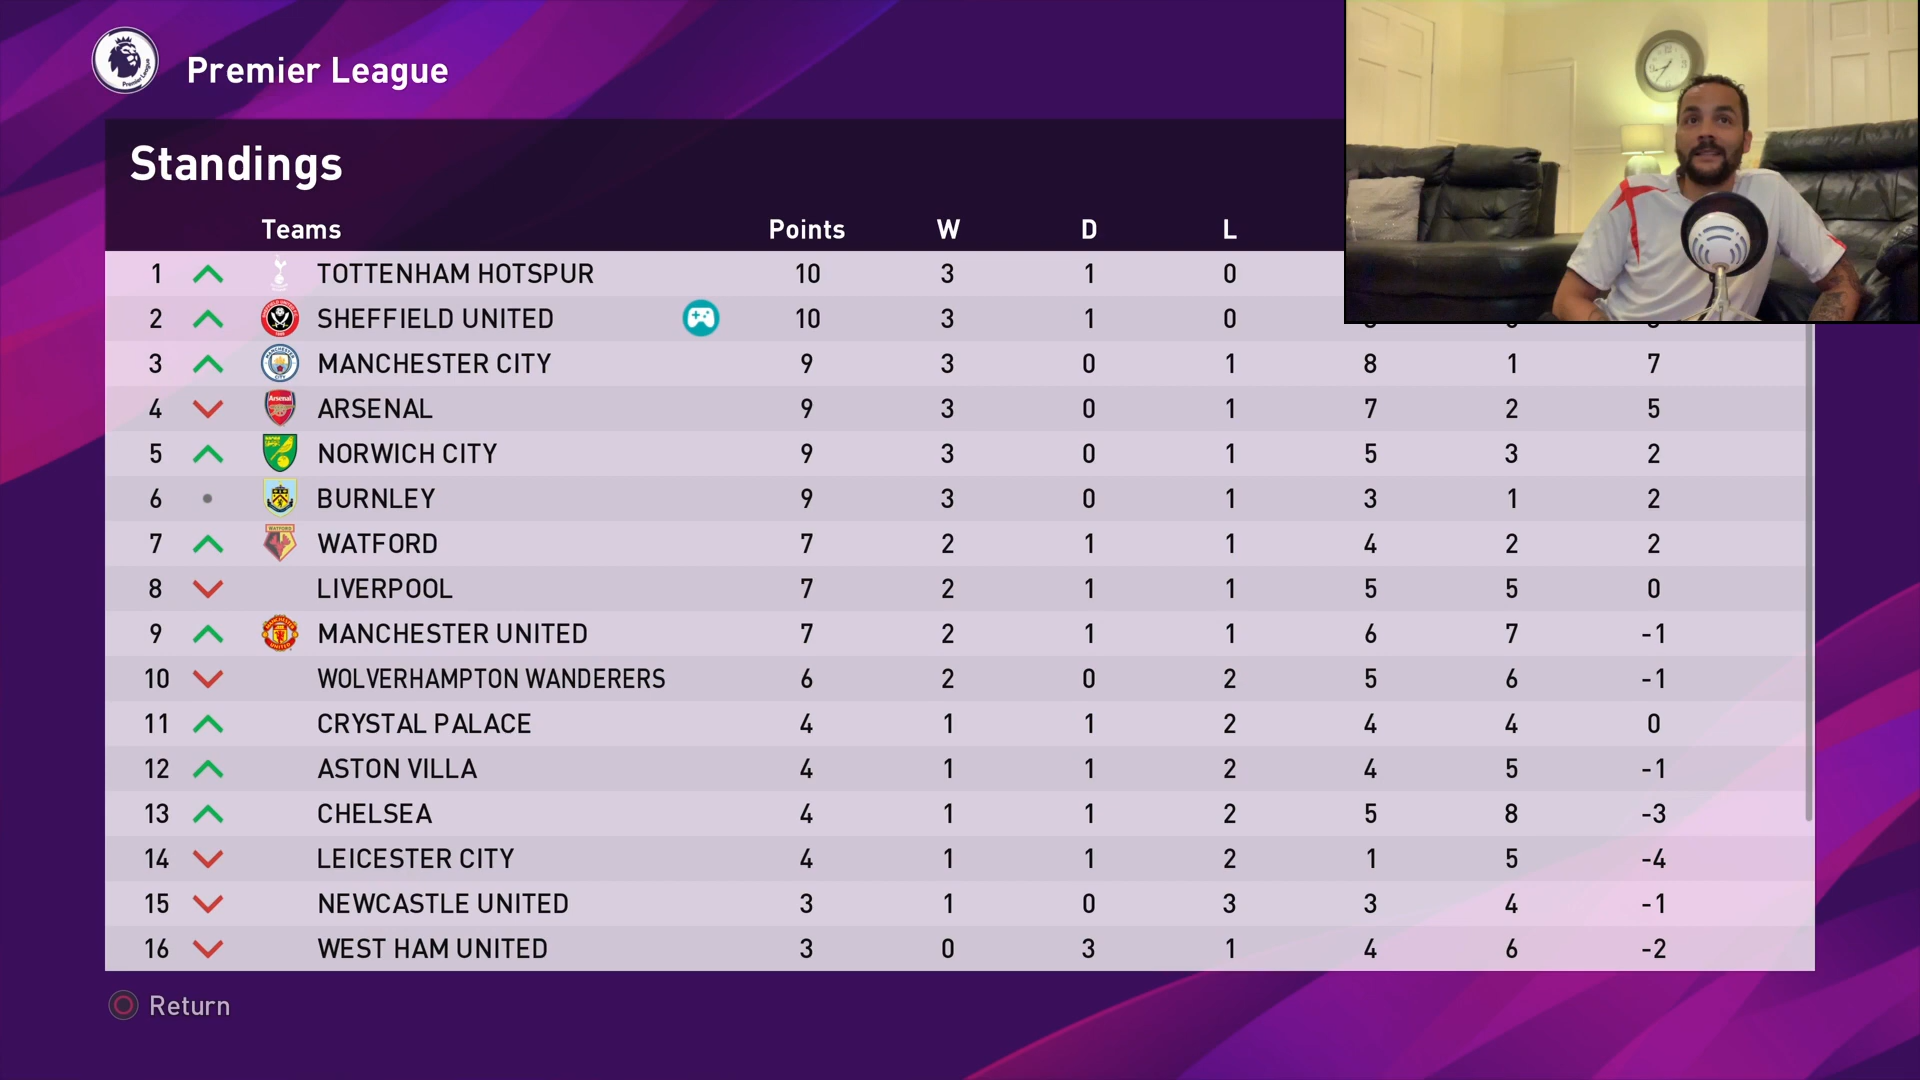 Premier League
Standings
Teams Points W D L
1 TOTTENHAM HOTSPUR 10 3 1 0
2 SHEFFIELD UNITED 10 3 1 0
3 MANCHESTER CITY 9 3 0 1 8 1 7
4 ARSENAL 9 3 0 1 7 2 5
5 NORWICH CITY 9 3 0 1 5 3 2
6 BURNLEY 9 3 0 1 3 1 2
7 WATFORD 7 2 1 1 4 2 2
8 LIVERPOOL 7 2 1 1 5 5 0
9 MANCHESTER UNITED 7 2 1 1 6 7 -1
10 WOLVERHAMPTON WANDERERS 6 2 0 2 5 6 -1
11 CRYSTAL PALACE 4 1 1 2 4 4 0
12 ASTON VILLA 4 1 1 2 4 5 -1
13 CHELSEA 4 1 1 2 5 8 -3
14 LEICESTER CITY 4 1 1 2 1 5 -4
15 NEWCASTLE UNITED 3 1 0 3 3 4 -1
16 WEST HAM UNITED 3 0 3 1 4 6 -2
Return